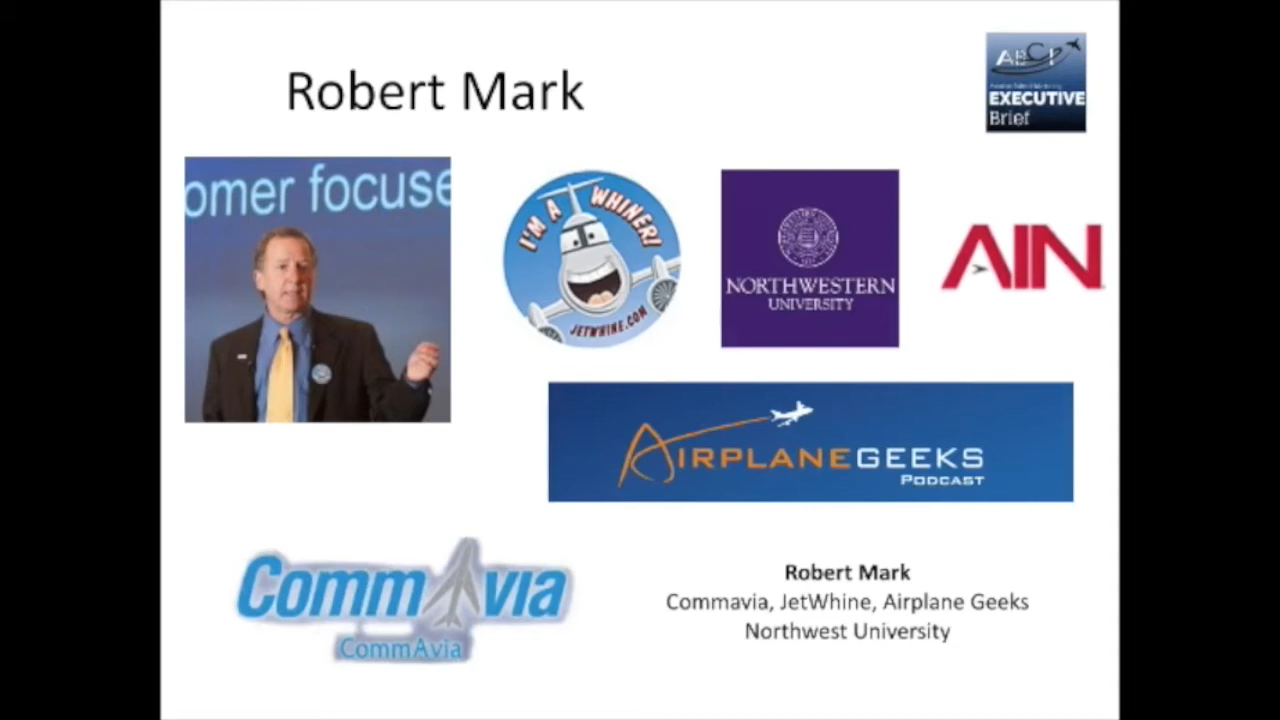 Robert Mark
ABCI
EXECUTIVE
Brief
omer focuse
I'M A WHINER!
JETWHINE.COM
NORTHWESTERN
UNIVERSITY
AIN
AIRPLANEGEEKS
PODCAST
CommAvia
CommAvia
Robert Mark
Commavia, JetWhine, Airplane Geeks
Northwest University